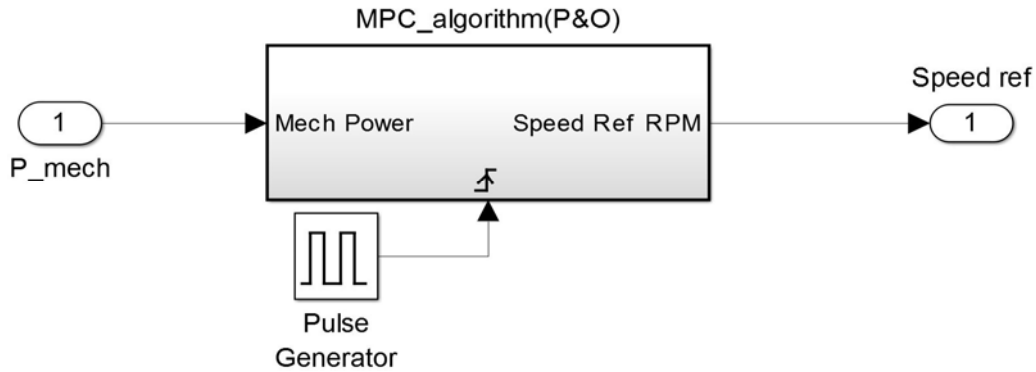 MPC_algorithm(P&O)
Speed ref
1
Mech Power
Speed Ref RPM
1
P_mech
Pulse
Generator